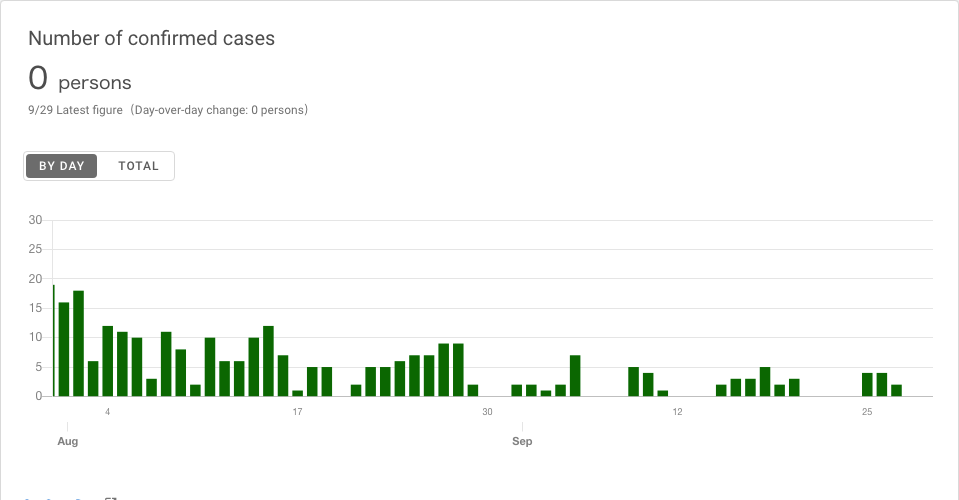 Number of confirmed cases
0 persons
9/29 Latest figure（Day-over-day change: 0 persons）
BY DAY TOTAL
30
25
20
15
10
5
0
4 17 30 12 25
Aug Sep